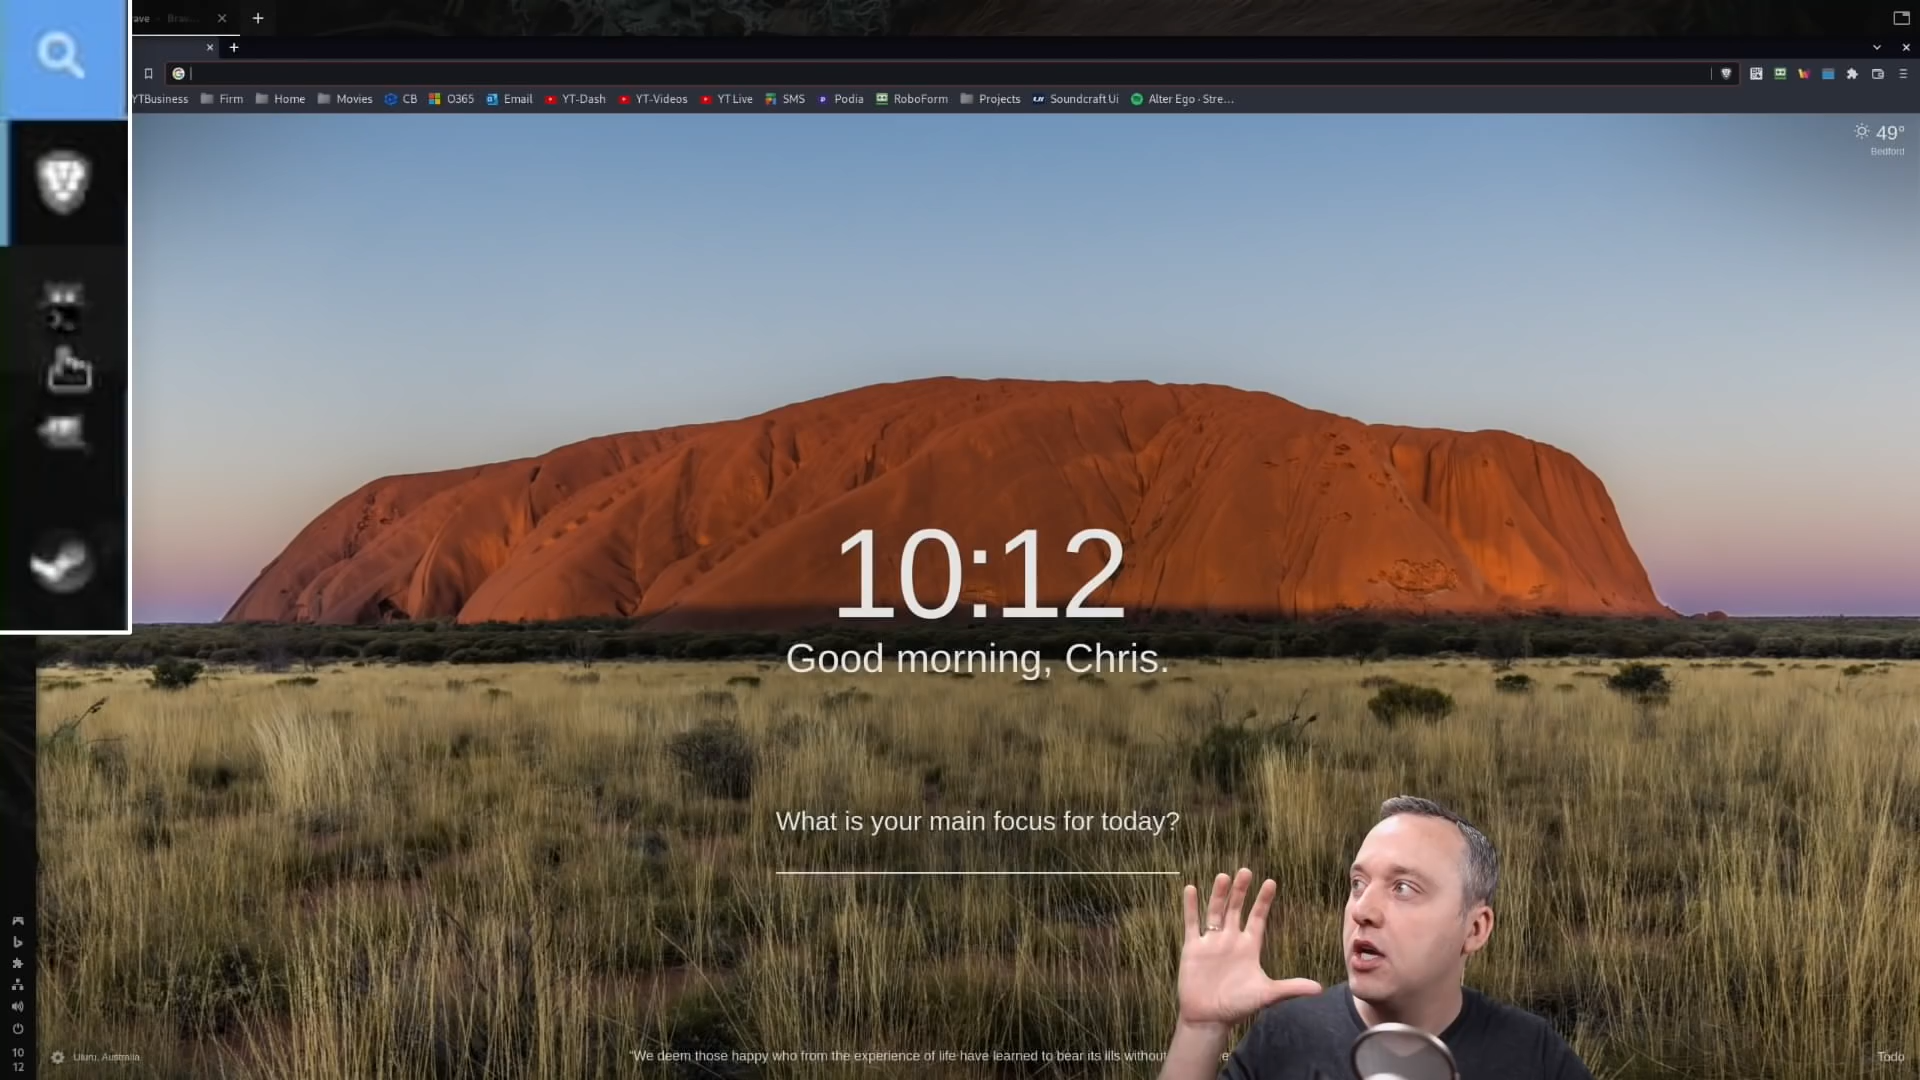 Brav...
YTBusiness Firm Home Movies CB O365 Email YT-Dash YT-Videos YT Live SMS Podia RoboForm Projects Soundcraft Ui Alter Ego · Stre...
49°
Bedford
10:12
Good morning, Chris.
What is your main focus for today?
10
12
Uluru, Australia
"We deem those happy who from the experience of life have learned to bear its ills without
Todo